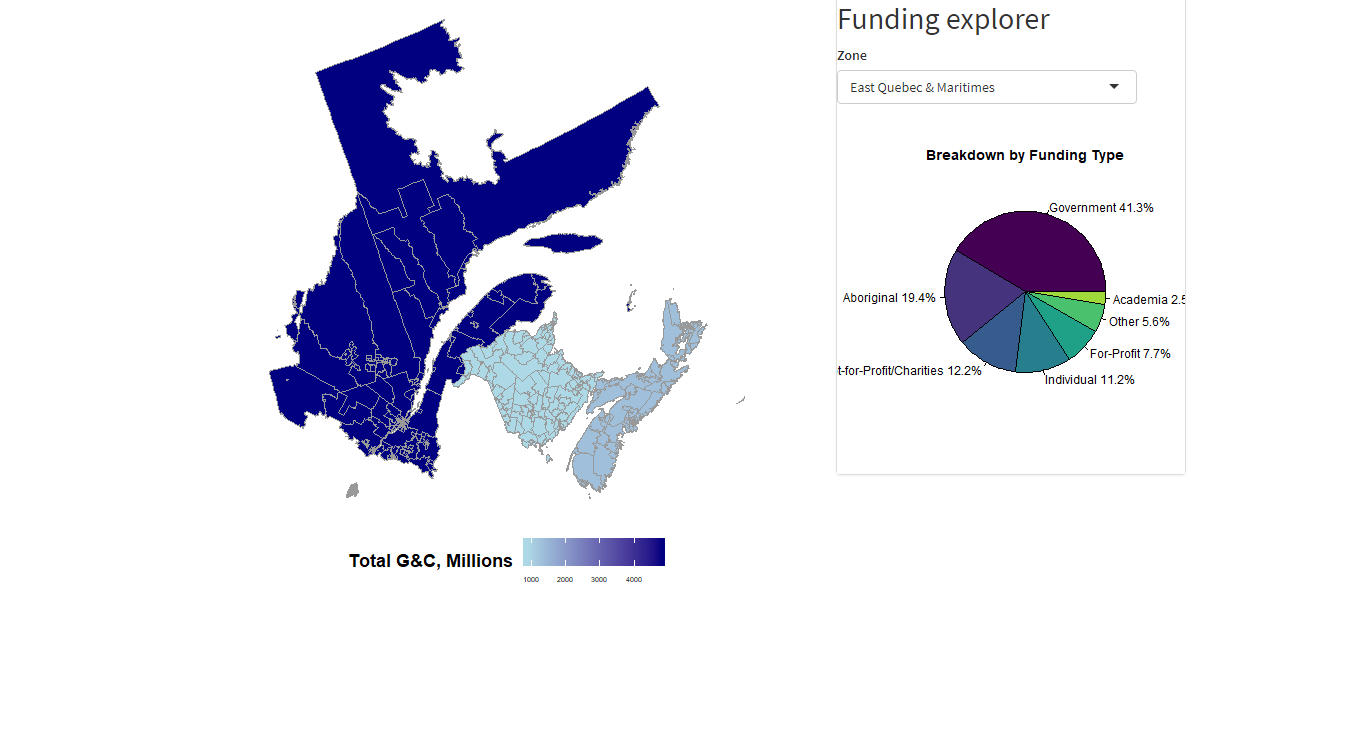 Funding explorer
Zone
East Quebec & Maritimes
Breakdown by Funding Type
Government 41.3%
Aboriginal 19.4%
Academia 2.5
Other 5.6%
For-Profit 7.7%
t-for-Profit/Charities 12.2%
Individual 11.2%
Total G&C, Millions
1000 2000 3000 4000